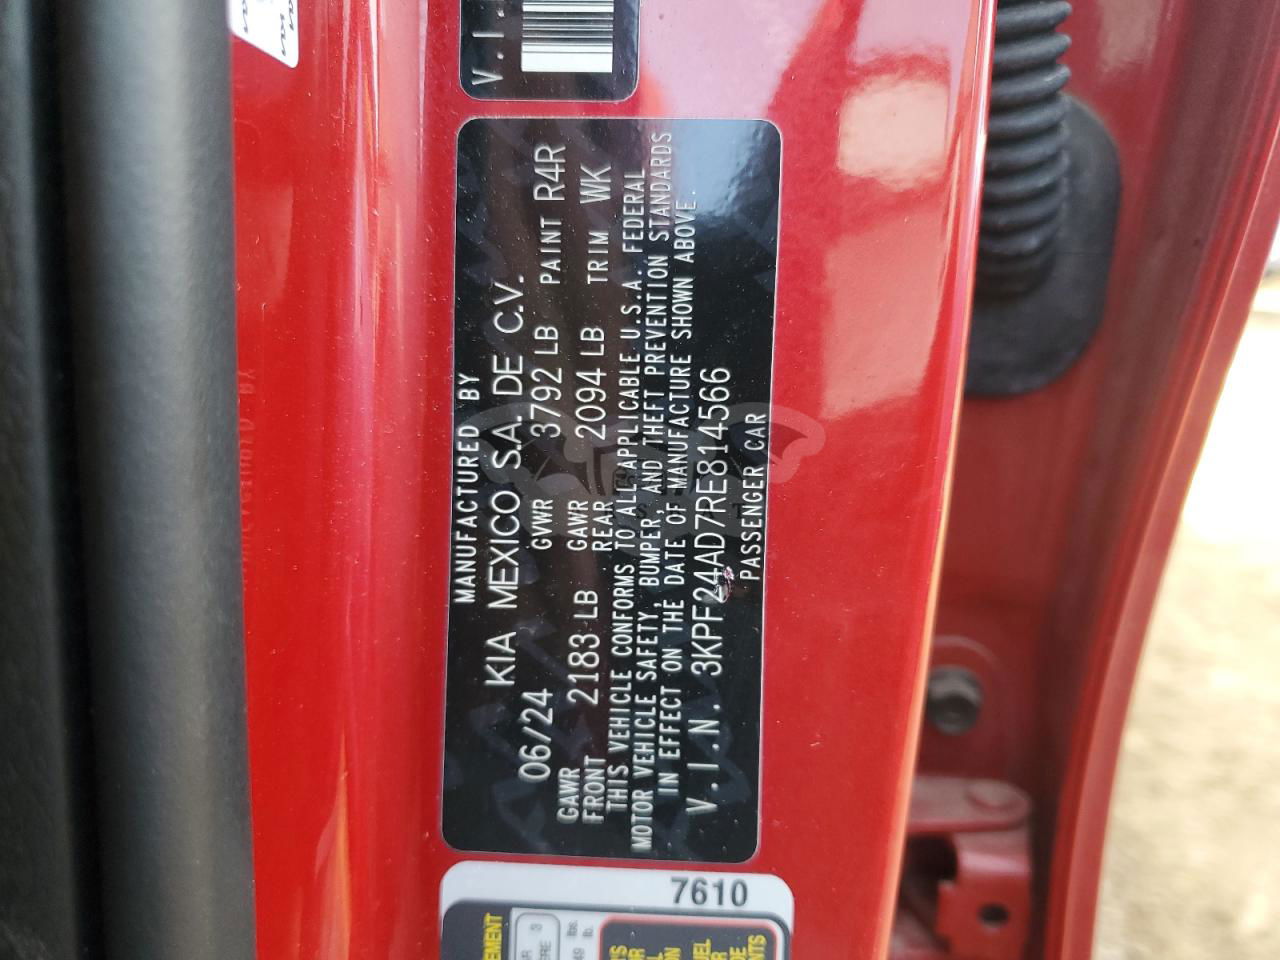 V.I.
MANUFACTURED BY
KIA MEXICO S.A. DE C.V.
06/24 GVWR 3792 LB PAINT R4R
GAWR FRONT 2183 LB GAWR REAR 2094 LB TRIM WK
THIS VEHICLE CONFORMS TO ALL APPLICABLE U.S.A. FEDERAL
MOTOR VEHICLE SAFETY, BUMPER, AND THEFT PREVENTION STANDARDS
IN EFFECT ON THE DATE OF MANUFACTURE SHOWN ABOVE.
V.I.N. 3KPF24AD7RE814566
PASSENGER CAR
7610